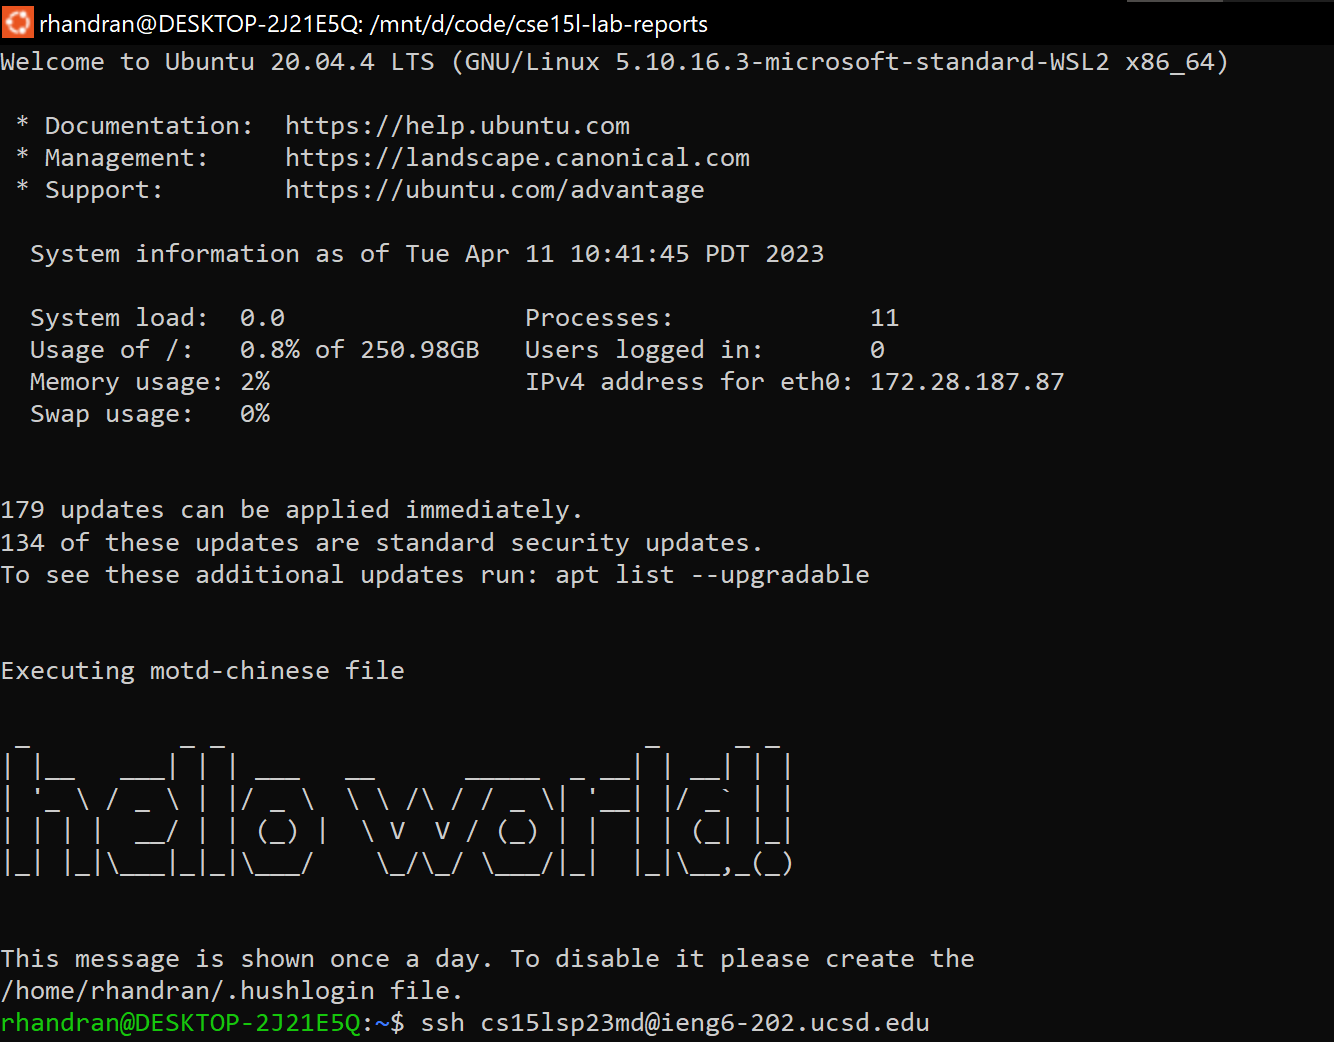 rhandran@DESKTOP-2J21E5Q: /mnt/d/code/cse15l-lab-reports
Welcome to Ubuntu 20.04.4 LTS (GNU/Linux 5.10.16.3-microsoft-standard-WSL2 x86_64)
* Documentation:  https://help.ubuntu.com
* Management:     https://landscape.canonical.com
* Support:        https://ubuntu.com/advantage
System information as of Tue Apr 11 10:41:45 PDT 2023
System load:  0.0                Processes:             11
Usage of /:   0.8% of 250.98GB   Users logged in:       0
Memory usage: 2%                 IPv4 address for eth0: 172.28.187.87
Swap usage:   0%
179 updates can be applied immediately.
134 of these updates are standard security updates.
To see these additional updates run: apt list --upgradable
Executing motd-chinese file
hello world!
This message is shown once a day. To disable it please create the
/home/rhandran/.hushlogin file.
rhandran@DESKTOP-2J21E5Q:~$ ssh cs15lsp23md@ieng6-202.ucsd.edu